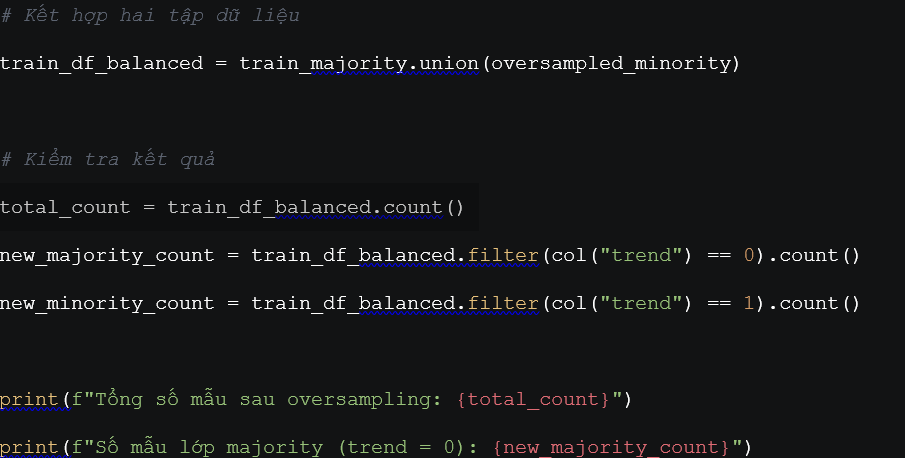 # Kết hợp hai tập dữ liệu
train_df_balanced = train_majority.union(oversampled_minority)
# Kiểm tra kết quả
total_count = train_df_balanced.count()
new_majority_count = train_df_balanced.filter(col("trend") == 0).count()
new_minority_count = train_df_balanced.filter(col("trend") == 1).count()
print(f"Tổng số mẫu sau oversampling: {total_count}")
print(f"Số mẫu lớp majority (trend = 0): {new_majority_count}")